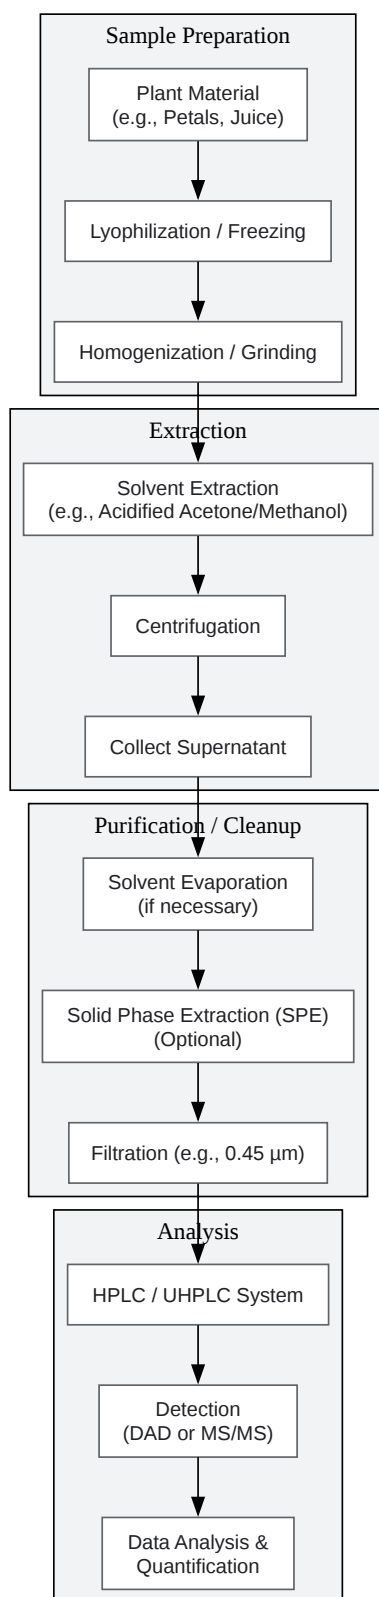 Sample Preparation
Plant Material
(e.g., Petals, Juice)
Lyophilization / Freezing
Homogenization / Grinding
Extraction
Solvent Extraction
(e.g., Acidified Acetone/Methanol)
Centrifugation
Collect Supernatant
Purification / Cleanup
Solvent Evaporation
(if necessary)
Solid Phase Extraction (SPE)
(Optional)
Filtration (e.g., 0.45 µm)
Analysis
HPLC / UHPLC System
Detection
(DAD or MS/MS)
Data Analysis &
Quantification